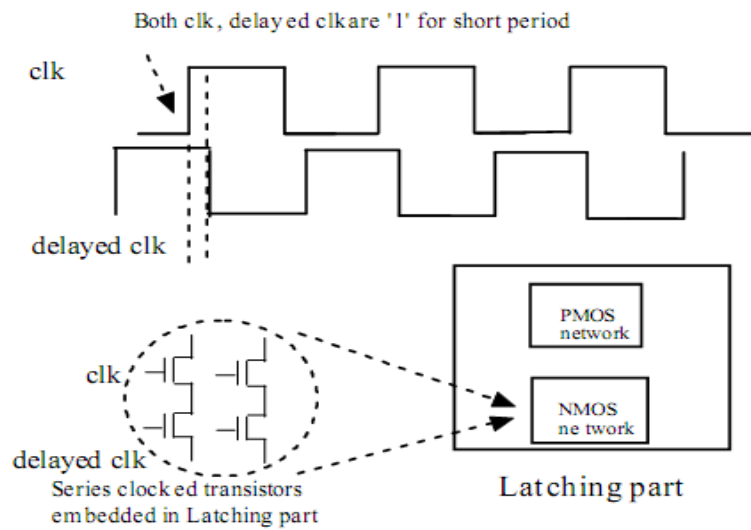 Both clk, delayed clkare '1' for short period
clk
delayed clk
PMOS
network
clk
NMOS
ne twork
delayed clk
Series clocked transistors
embedded in Latching part
Latching part